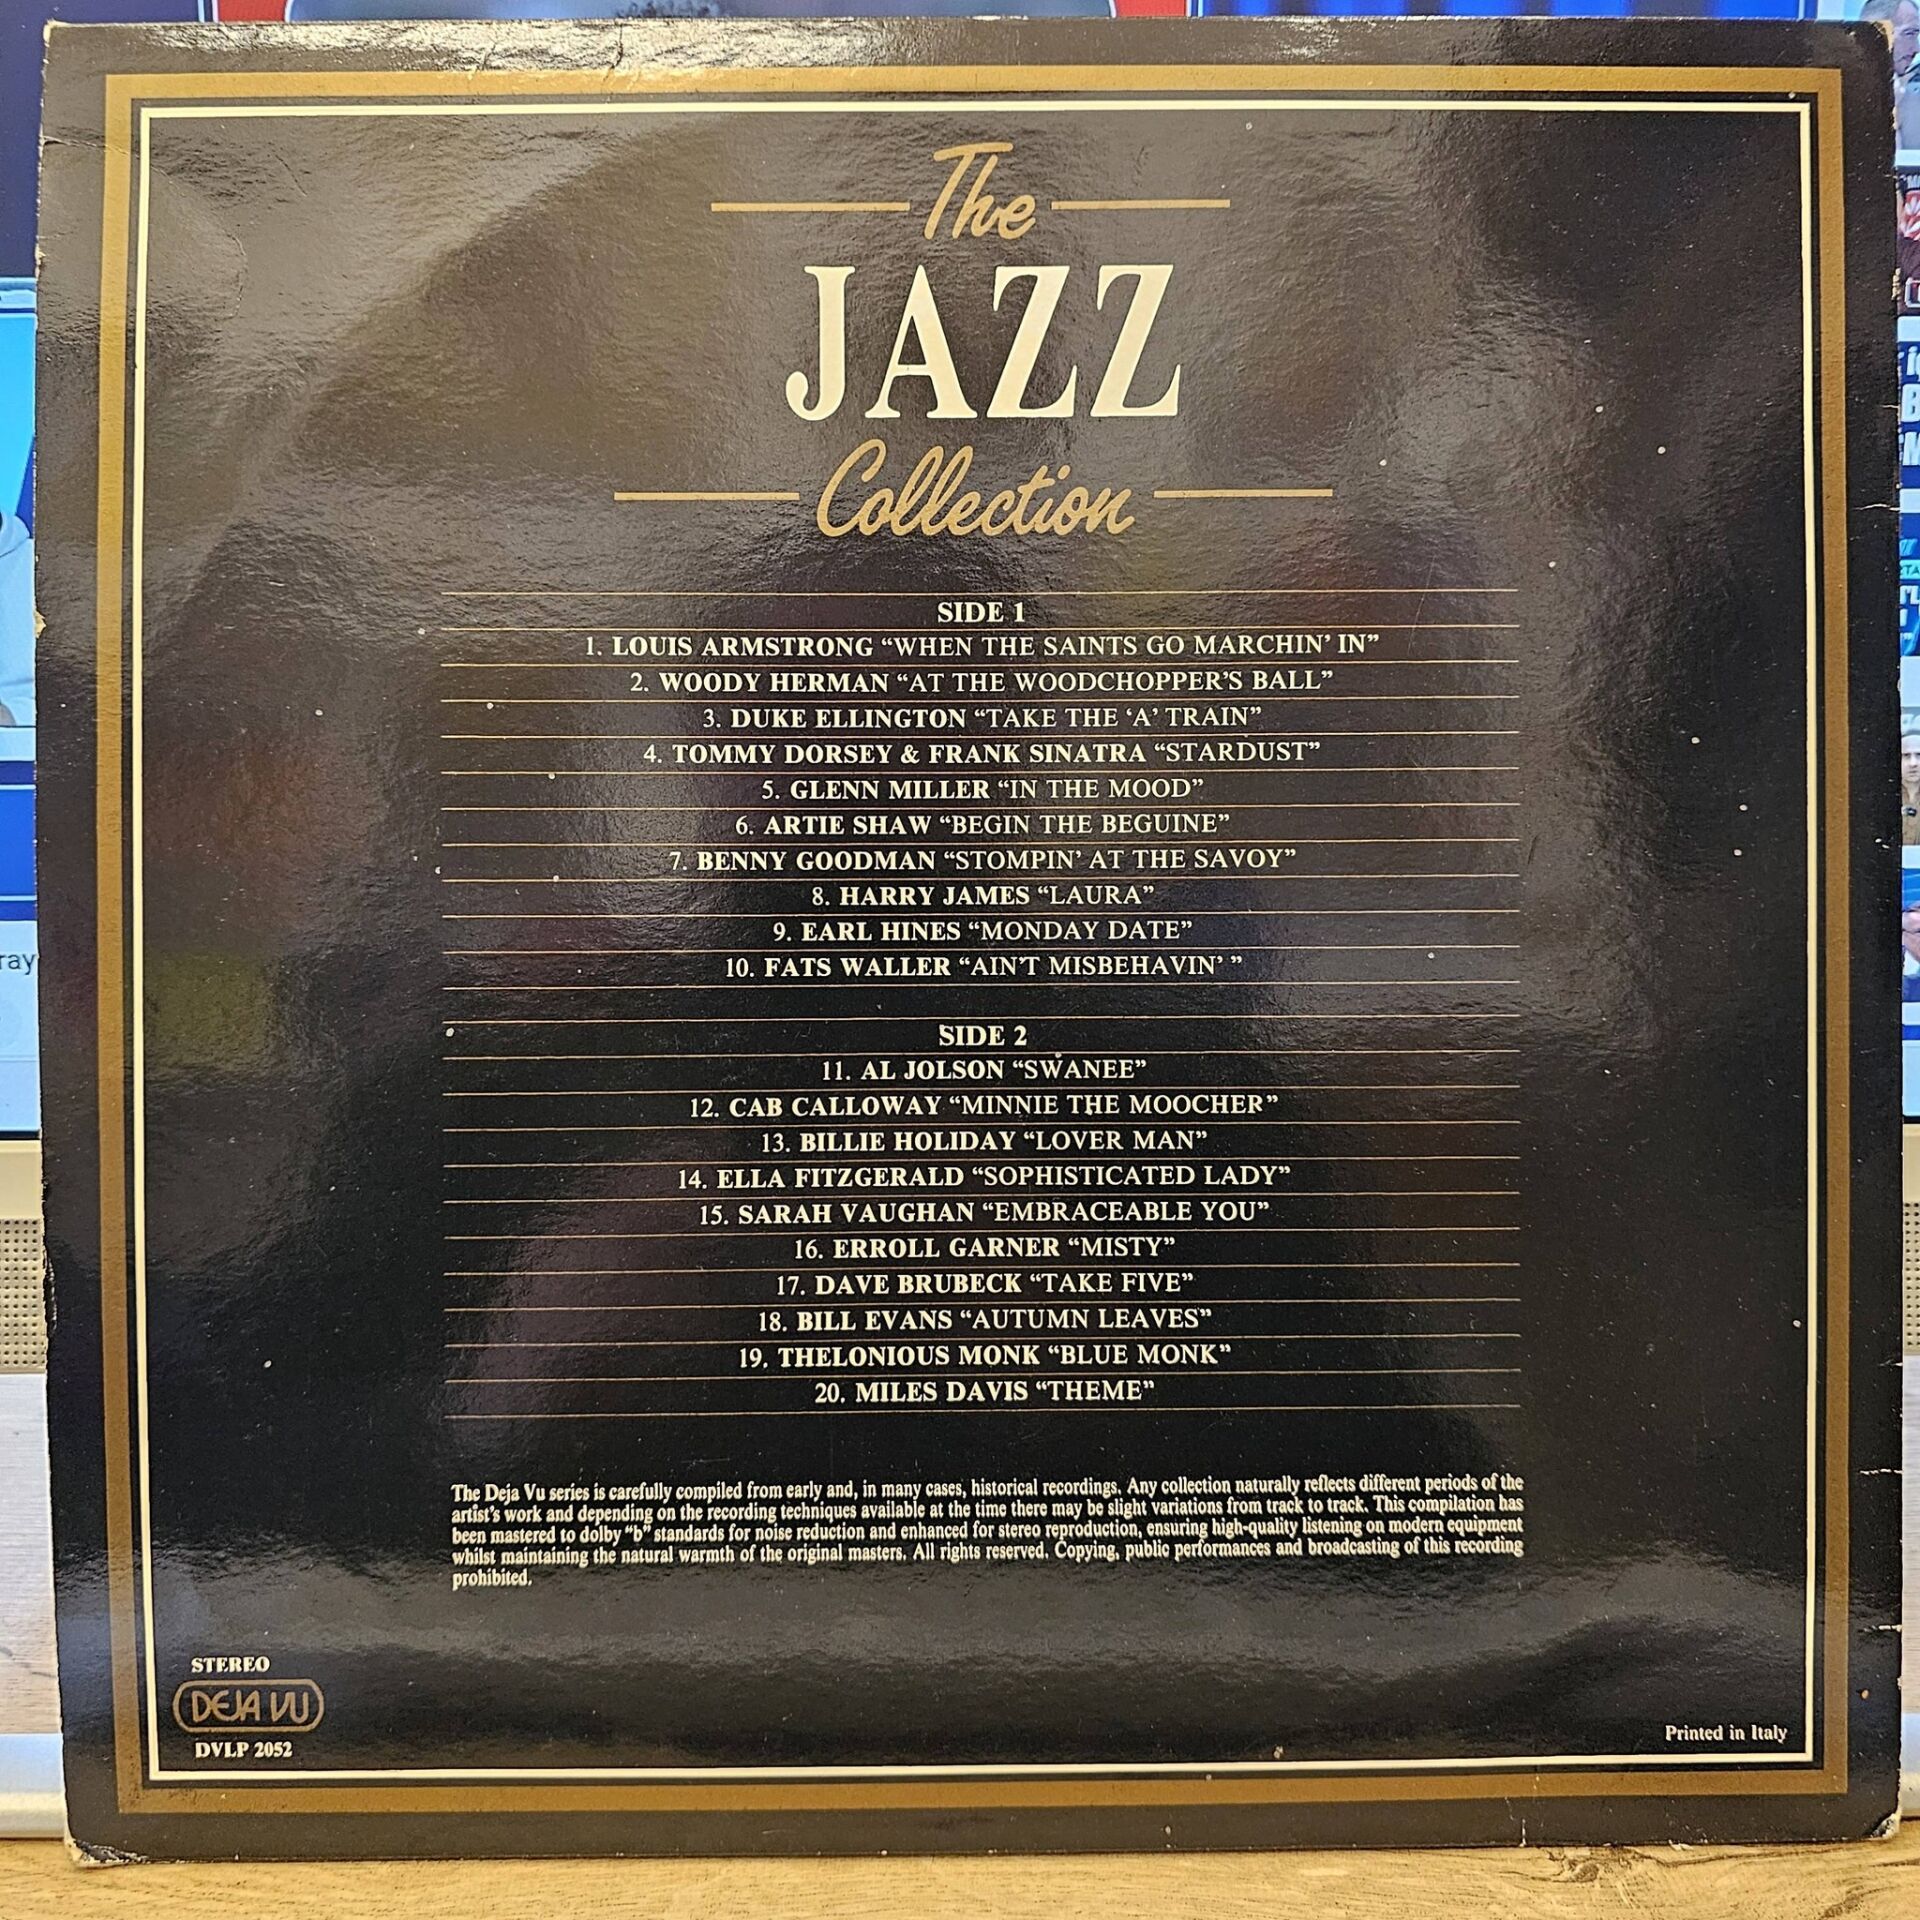 The
JAZZ
Collection
SIDE 1
1. LOUIS ARMSTRONG “WHEN THE SAINTS GO MARCHIN’ IN”
2. WOODY HERMAN “AT THE WOODCHOPPER’S BALL”
3. DUKE ELLINGTON “TAKE THE ‘A’ TRAIN”
4. TOMMY DORSEY & FRANK SINATRA “STARDUST”
5. GLENN MILLER “IN THE MOOD”
6. ARTIE SHAW “BEGIN THE BEGUINE”
7. BENNY GOODMAN “STOMPIN’ AT THE SAVOY”
8. HARRY JAMES “LAURA”
9. EARL HINES “MONDAY DATE”
10. FATS WALLER “AIN’T MISBEHAVIN’ ”
SIDE 2
11. AL JOLSON “SWANEE”
12. CAB CALLOWAY “MINNIE THE MOOCHER”
13. BILLIE HOLIDAY “LOVER MAN”
14. ELLA FITZGERALD “SOPHISTICATED LADY”
15. SARAH VAUGHAN “EMBRACEABLE YOU”
16. ERROLL GARNER “MISTY”
17. DAVE BRUBECK “TAKE FIVE”
18. BILL EVANS “AUTUMN LEAVES”
19. THELONIOUS MONK “BLUE MONK”
20. MILES DAVIS “THEME”
The Deja Vu series is carefully compiled from early and, in many cases, historical recordings. Any collection naturally reflects different periods of the
artist’s work and depending on the recording techniques available at the time there may be slight variations from track to track. This compilation has
been mastered to dolby “b” standards for noise reduction and enhanced for stereo reproduction, ensuring high-quality listening on modern equipment
whilst maintaining the natural warmth of the original masters. All rights reserved. Copying, public performances and broadcasting of this recording
prohibited.
STEREO
DEJA VU
DVLP 2052
Printed in Italy